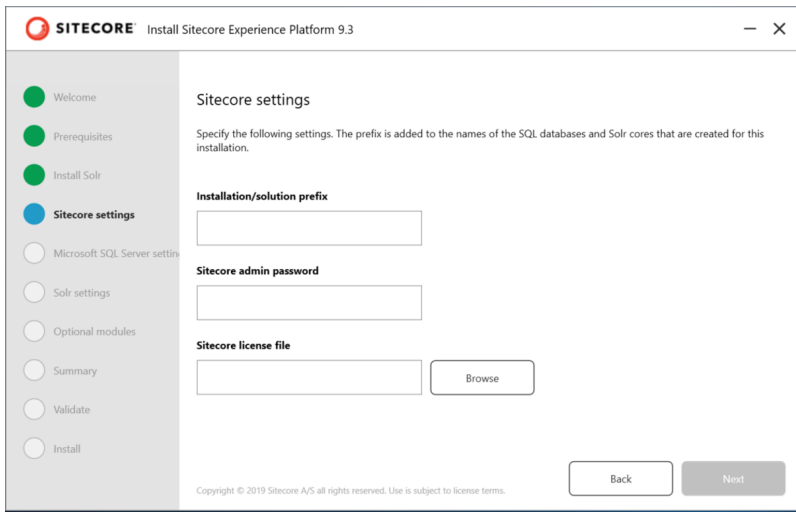 SITECORE Install Sitecore Experience Platform 9.3
Welcome
Prerequisites
Install Solr
Sitecore settings
Microsoft SQL Server settin
Solr settings
Optional modules
Summary
Validate
Install
Sitecore settings
Specify the following settings. The prefix is added to the names of the SQL databases and Solr cores that are created for this
installation.
Installation/solution prefix
Sitecore admin password
Sitecore license file
Browse
Back
Next
Copyright © 2019 Sitecore A/S all rights reserved. Use is subject to license terms.